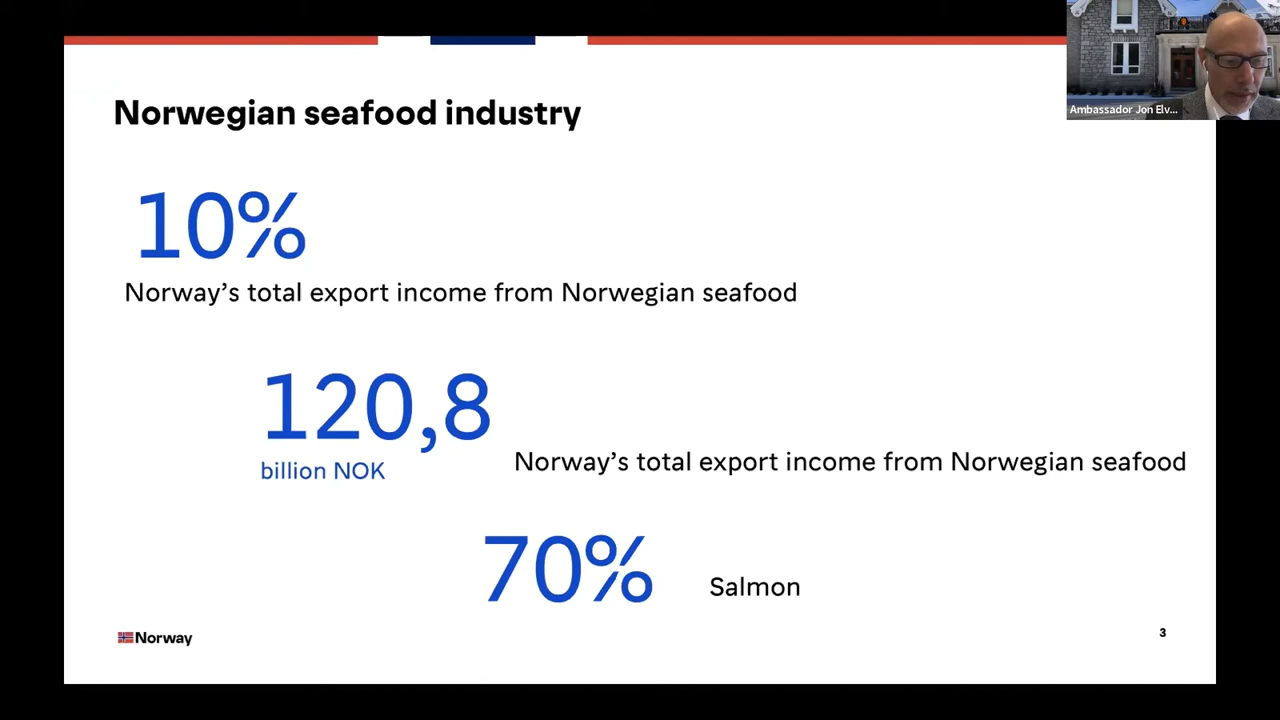 Ambassador Jon Elv...
Norwegian seafood industry
10%
Norway's total export income from Norwegian seafood
120,8
billion NOK
Norway's total export income from Norwegian seafood
70%
Salmon
Norway
3